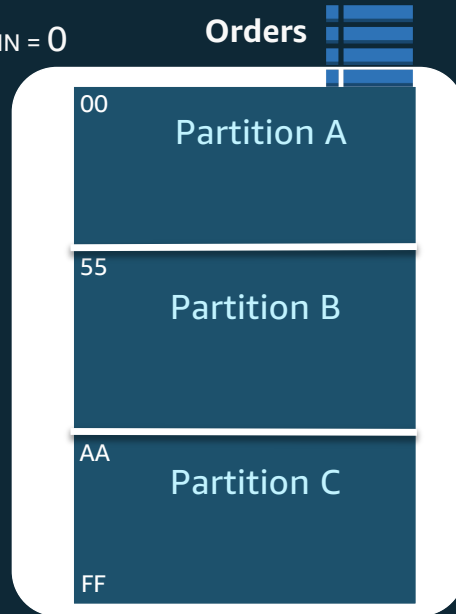 IN = 0
Orders
00
Partition A
55
Partition B
AA
Partition C
FF